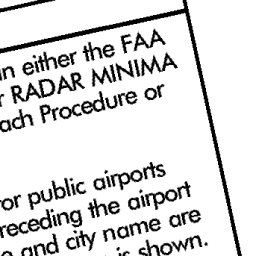 in either the FAA
r RADAR MINIMA
ach Procedure or
or public airports
receding the airport
and city name are
is shown.